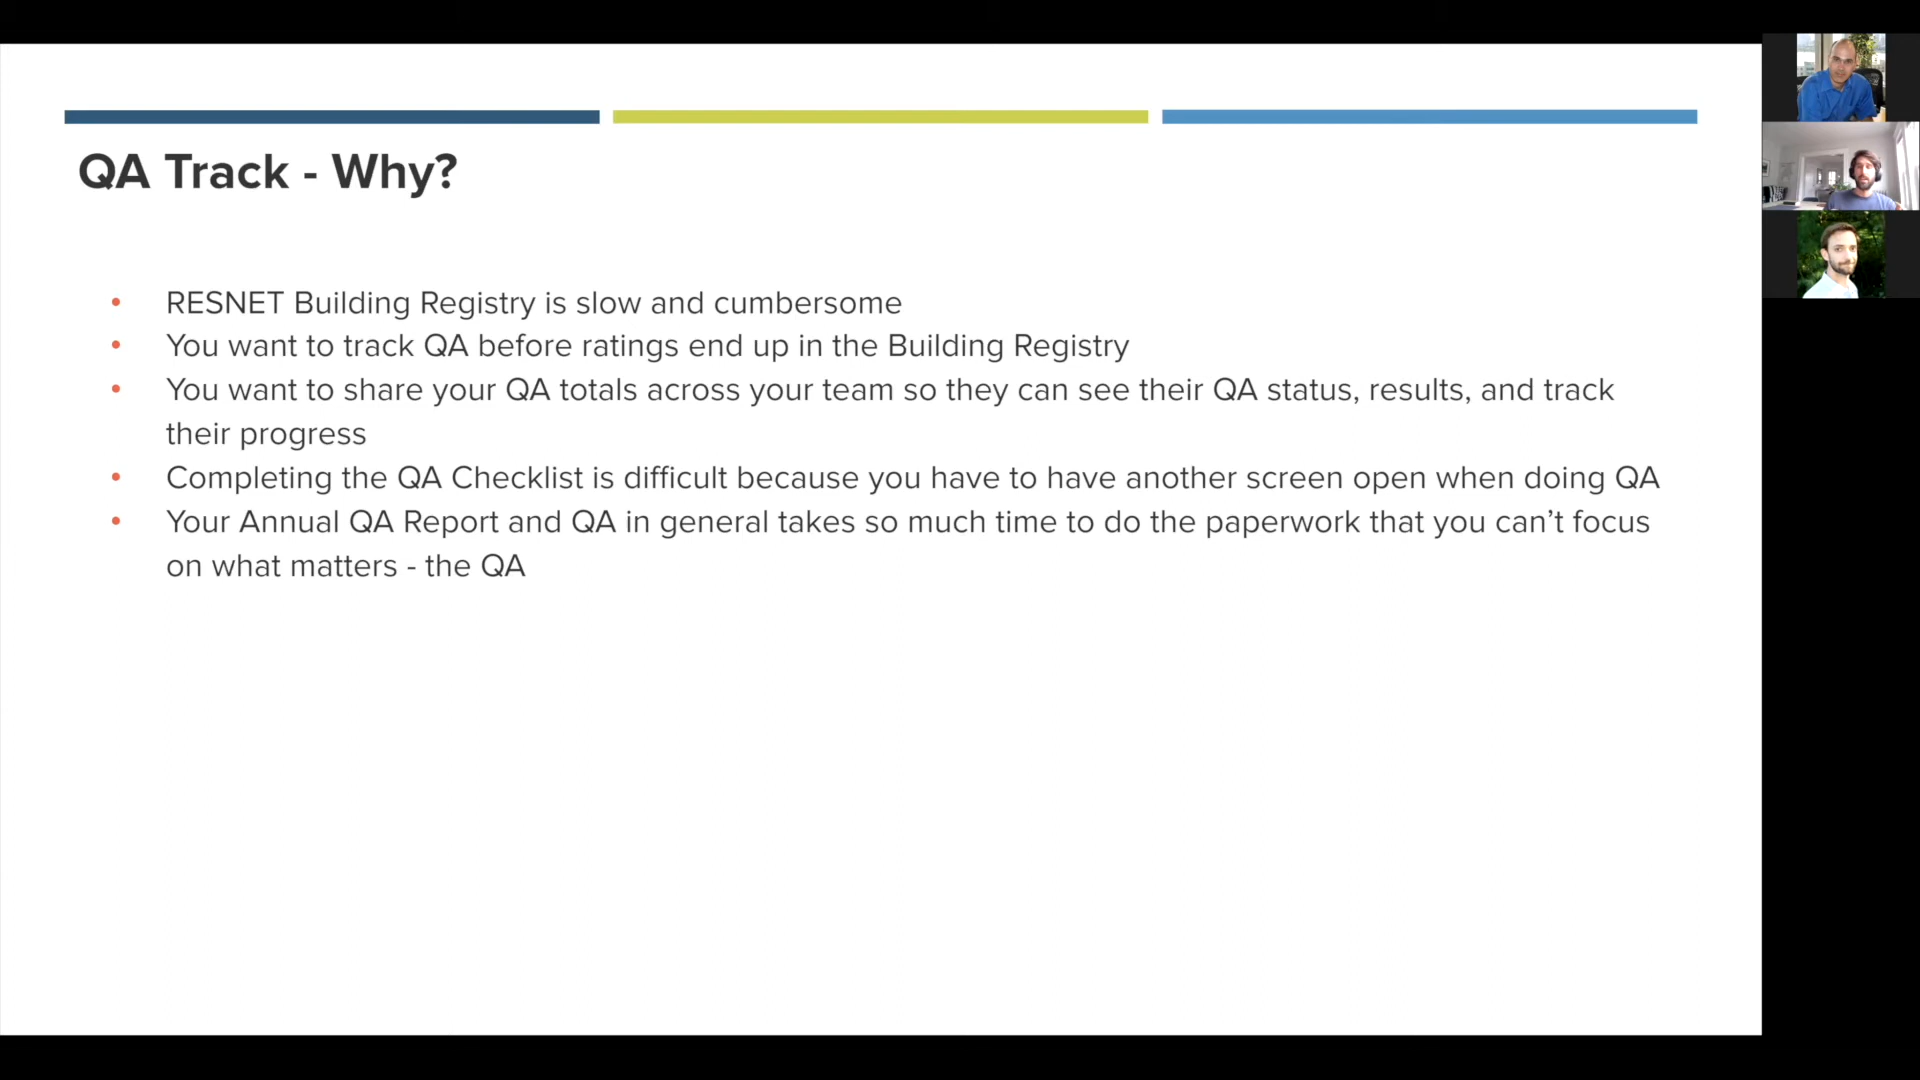 QA Track - Why?
• RESNET Building Registry is slow and cumbersome
• You want to track QA before ratings end up in the Building Registry
• You want to share your QA totals across your team so they can see their QA status, results, and track
their progress
• Completing the QA Checklist is difficult because you have to have another screen open when doing QA
• Your Annual QA Report and QA in general takes so much time to do the paperwork that you can’t focus
on what matters - the QA